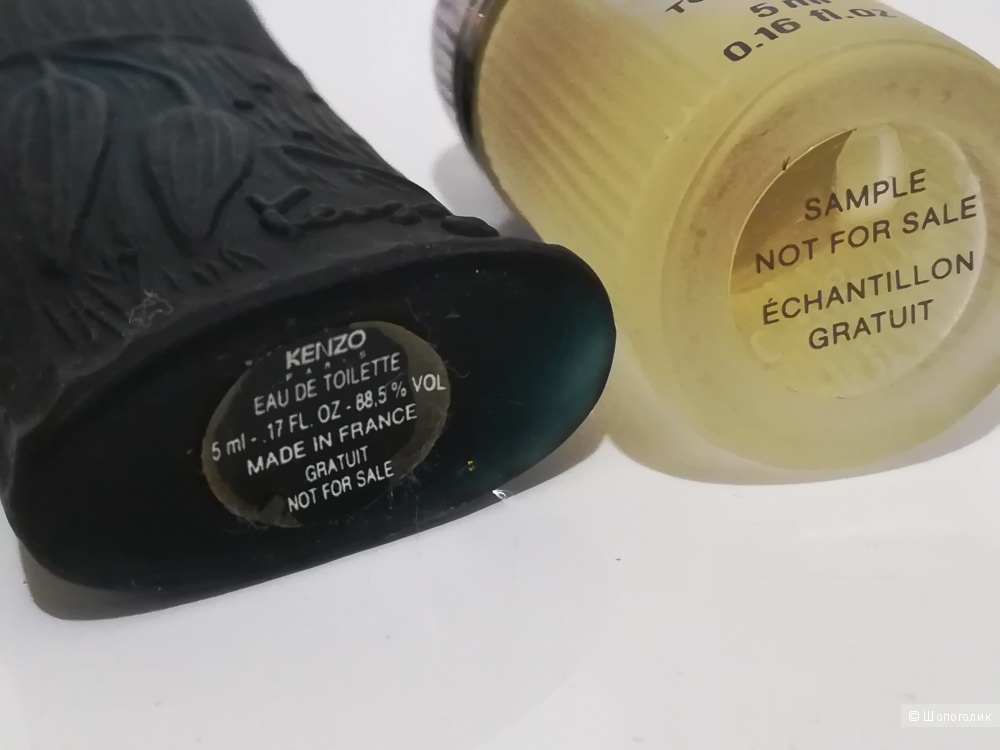 Kenzo
KENZO
PARIS
EAU DE TOILETTE
5 ml - .17 FL. OZ - 88,5 % VOL
MADE IN FRANCE
GRATUIT
NOT FOR SALE
5 ml
0.16 fl.oz
SAMPLE
NOT FOR SALE
ÉCHANTILLON
GRATUIT
© Шопоголик